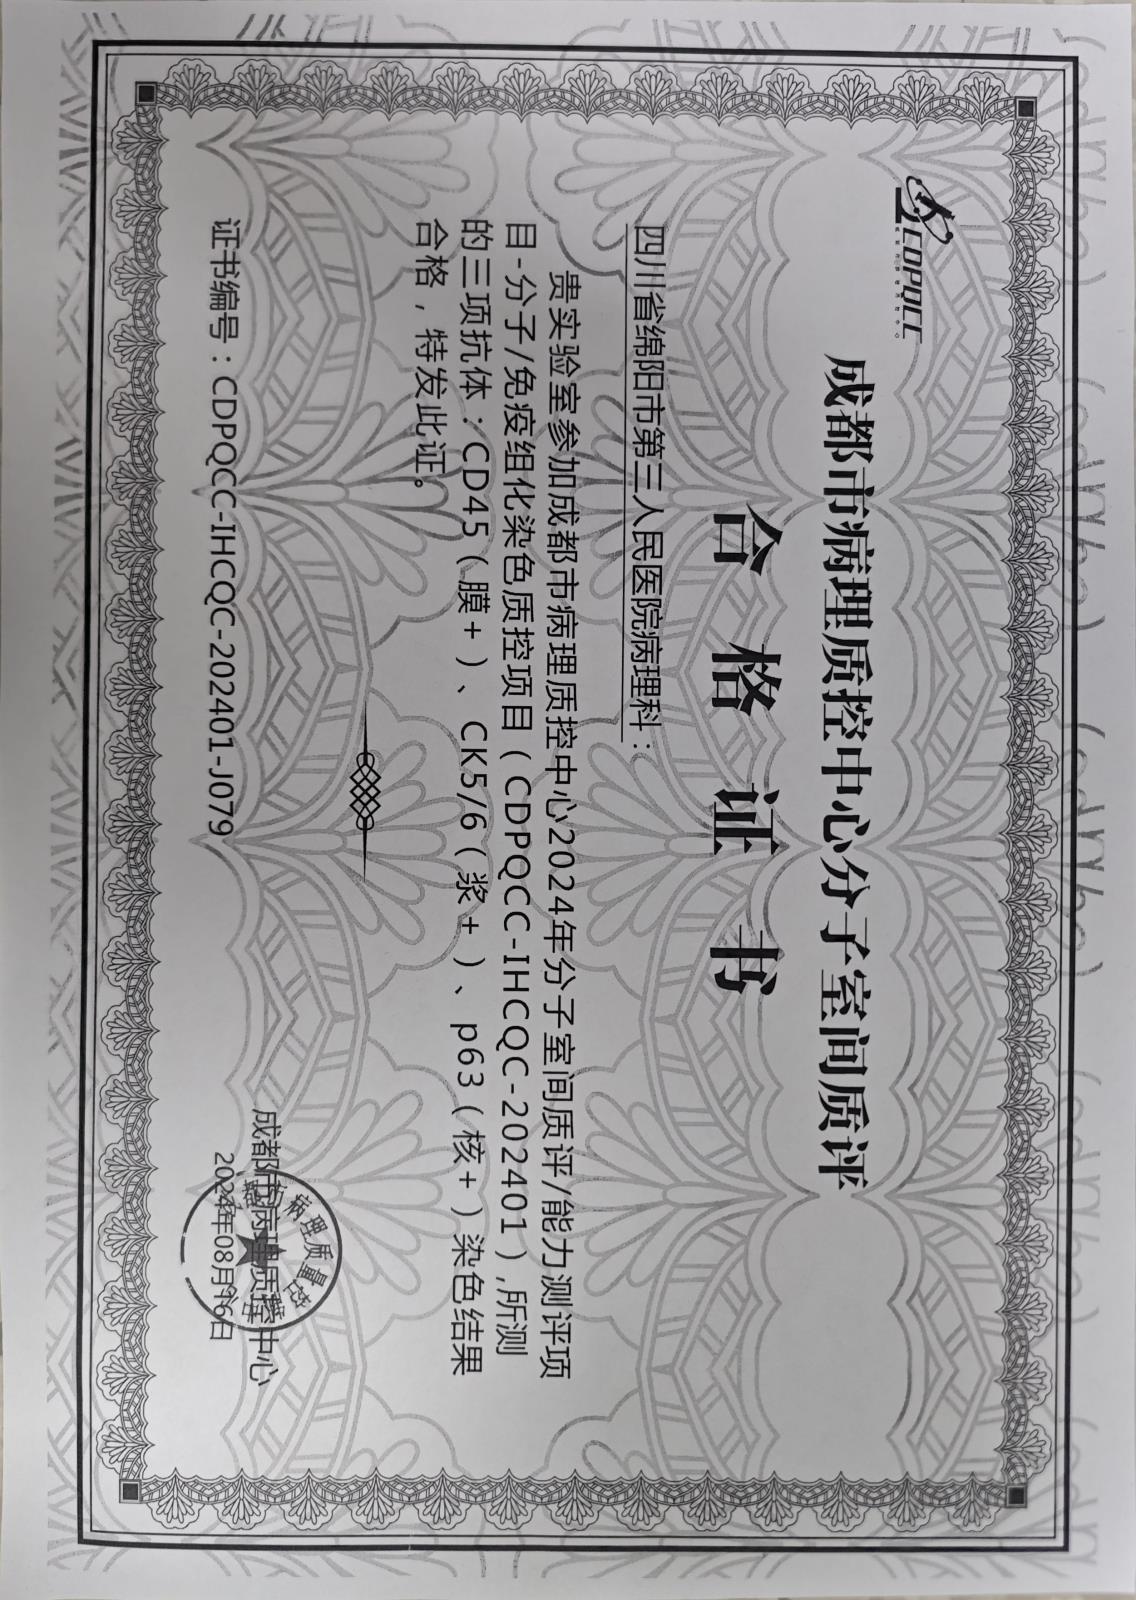 CDPQCC
成都市病理质控中心分子室间质评
合格证书
四川省绵阳市第三人民医院病理科：
贵实验室参加成都市病理质控中心2024年分子室间质评/能力测评项
目-分子/免疫组化染色质控项目（CDPQCC-IHCQC-202401）,所测
的三项抗体：CD45（膜+）、CK5/6（浆+）、p63（核+）染色结果
合格，特发此证。
证书编号：CDPQCC-IHCQC-202401-J079
成都市病理质控中心
2024年08月16日